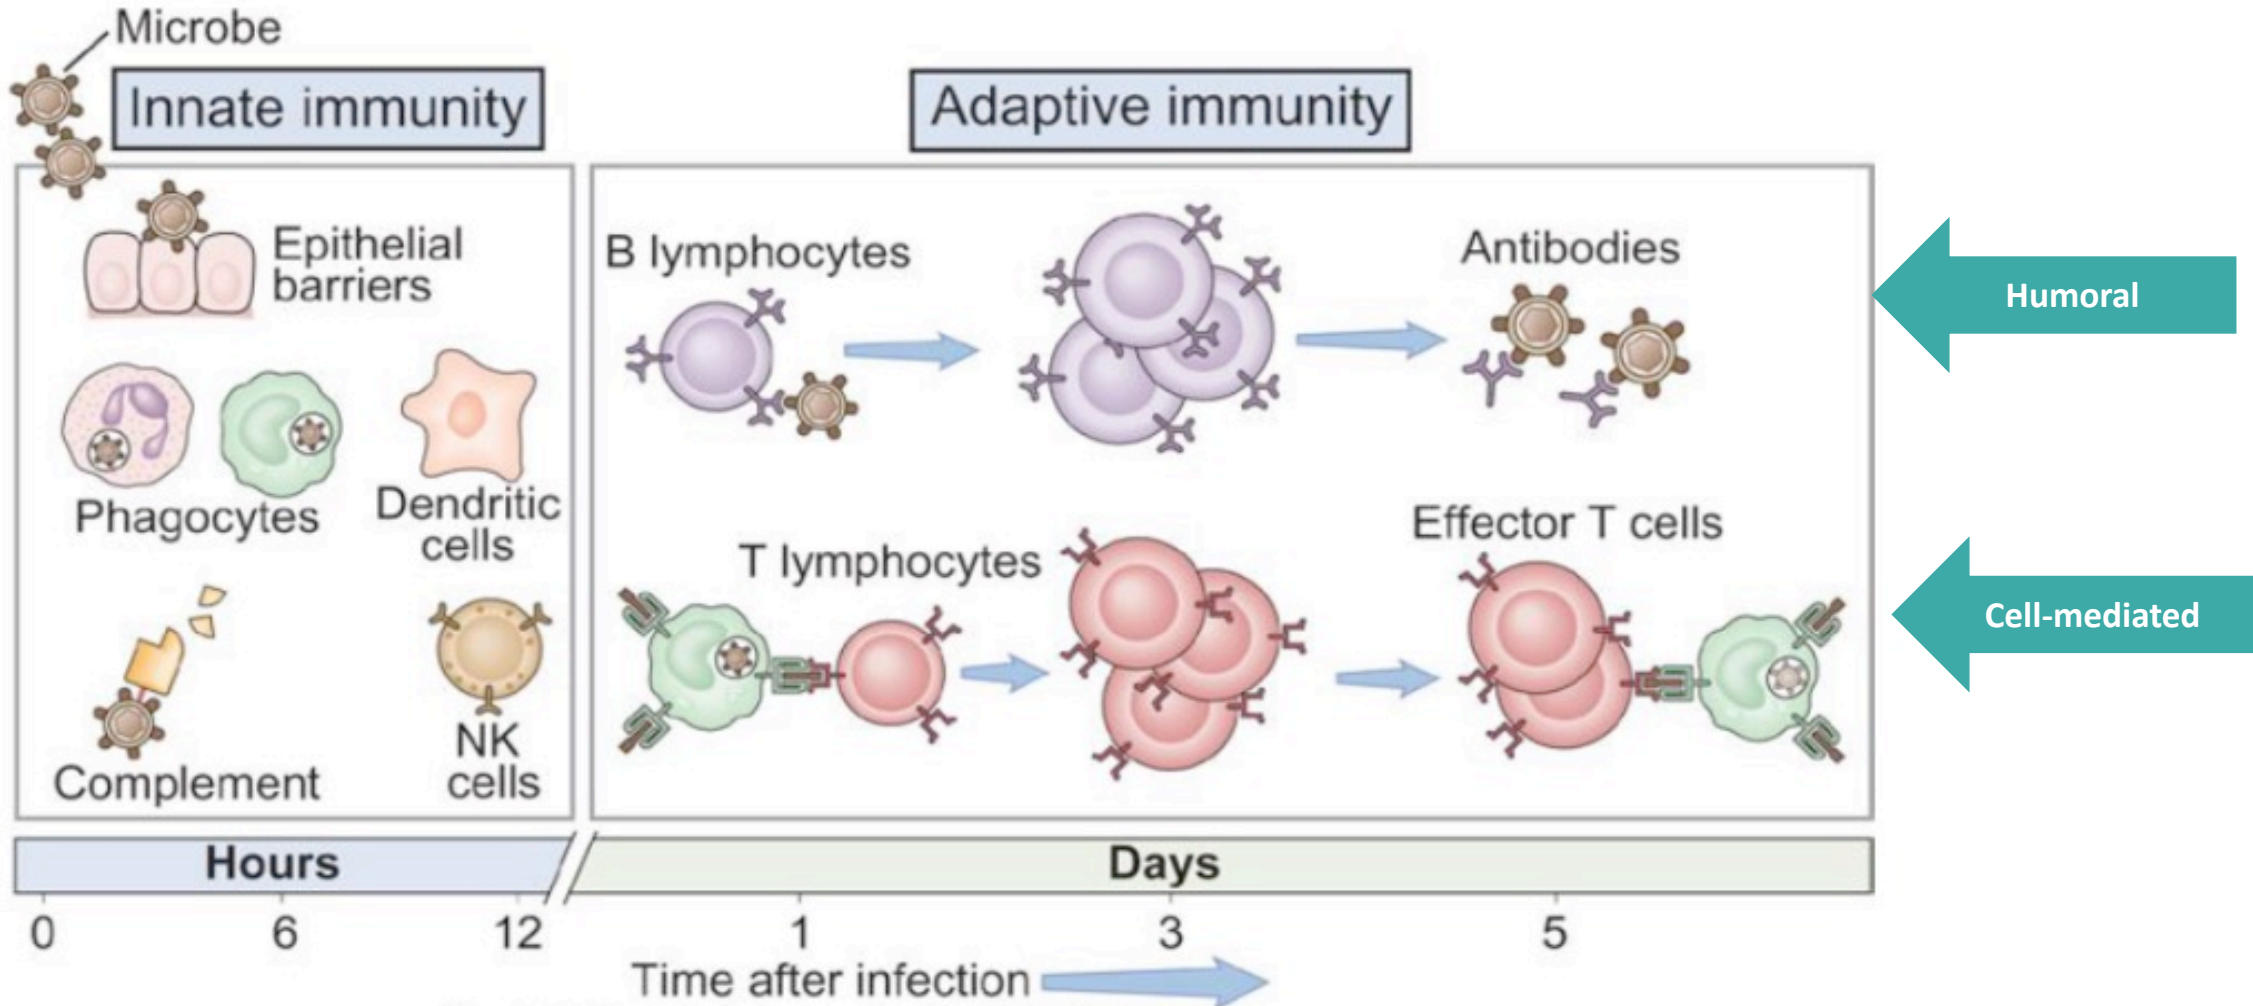 Microbe
Innate immunity
Adaptive immunity
Epithelial
barriers
Phagocytes
Dendritic
cells
Complement
NK
cells
B lymphocytes
Antibodies
Humoral
T lymphocytes
Effector T cells
Cell-mediated
Hours
Days
0 6 12 1 3 5
Time after infection